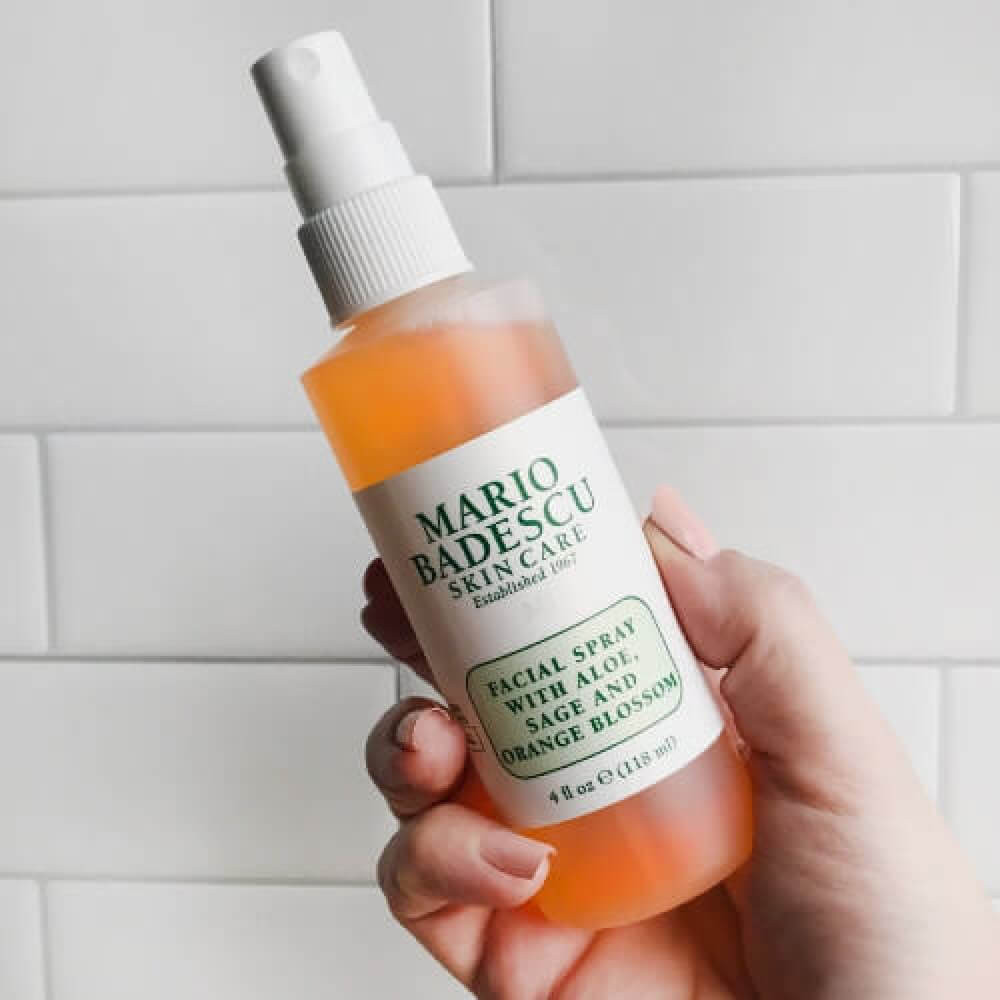 MARIO
BADESCU
SKIN CARE
Established 1967
FACIAL SPRAY
WITH ALOE,
SAGE AND
ORANGE BLOSSOM
4 fl oz ℮ (118 ml)